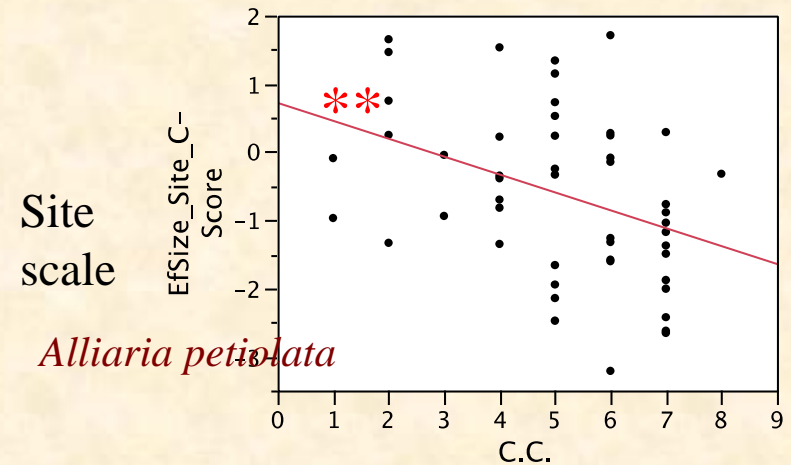 2
1
0
−1
−2
−3
EfSize_Site_C−
Score
**
Site
scale
Alliaria petiolata
0 1 2 3 4 5 6 7 8 9
C.C.